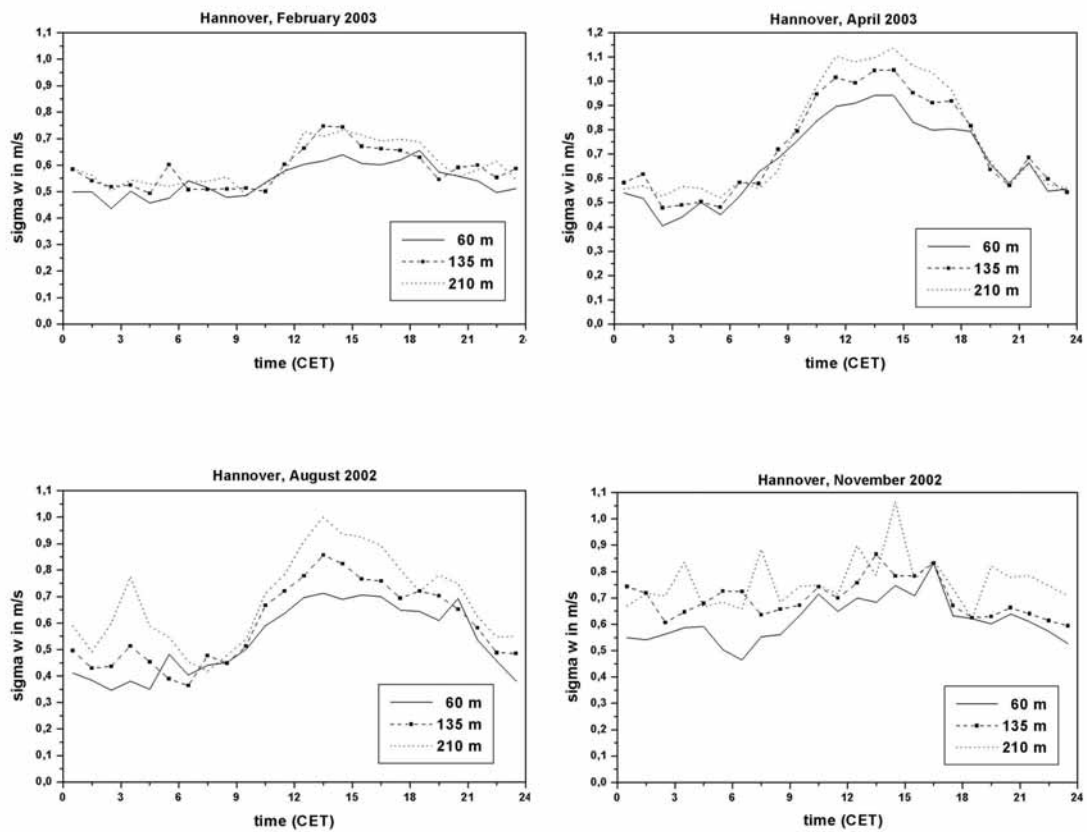 Hannover, February 2003
1,1
1,0
0,9
0,8
0,7
0,6
0,5
0,4
0,3
0,2
0,1
0,0
sigma w in m/s
60 m
135 m
210 m
0 3 6 9 12 15 18 21 24
time (CET)
Hannover, April 2003
1,2
1,1
1,0
0,9
0,8
0,7
0,6
0,5
0,4
0,3
0,2
0,1
0,0
sigma w in m/s
60 m
135 m
210 m
0 3 6 9 12 15 18 21 24
time (CET)
Hannover, August 2002
1,1
1,0
0,9
0,8
0,7
0,6
0,5
0,4
0,3
0,2
0,1
0,0
sigma w in m/s
60 m
135 m
210 m
0 3 6 9 12 15 18 21 24
time (CET)
Hannover, November 2002
1,1
1,0
0,9
0,8
0,7
0,6
0,5
0,4
0,3
0,2
0,1
0,0
sigma w in m/s
60 m
135 m
210 m
0 3 6 9 12 15 18 21 24
time (CET)